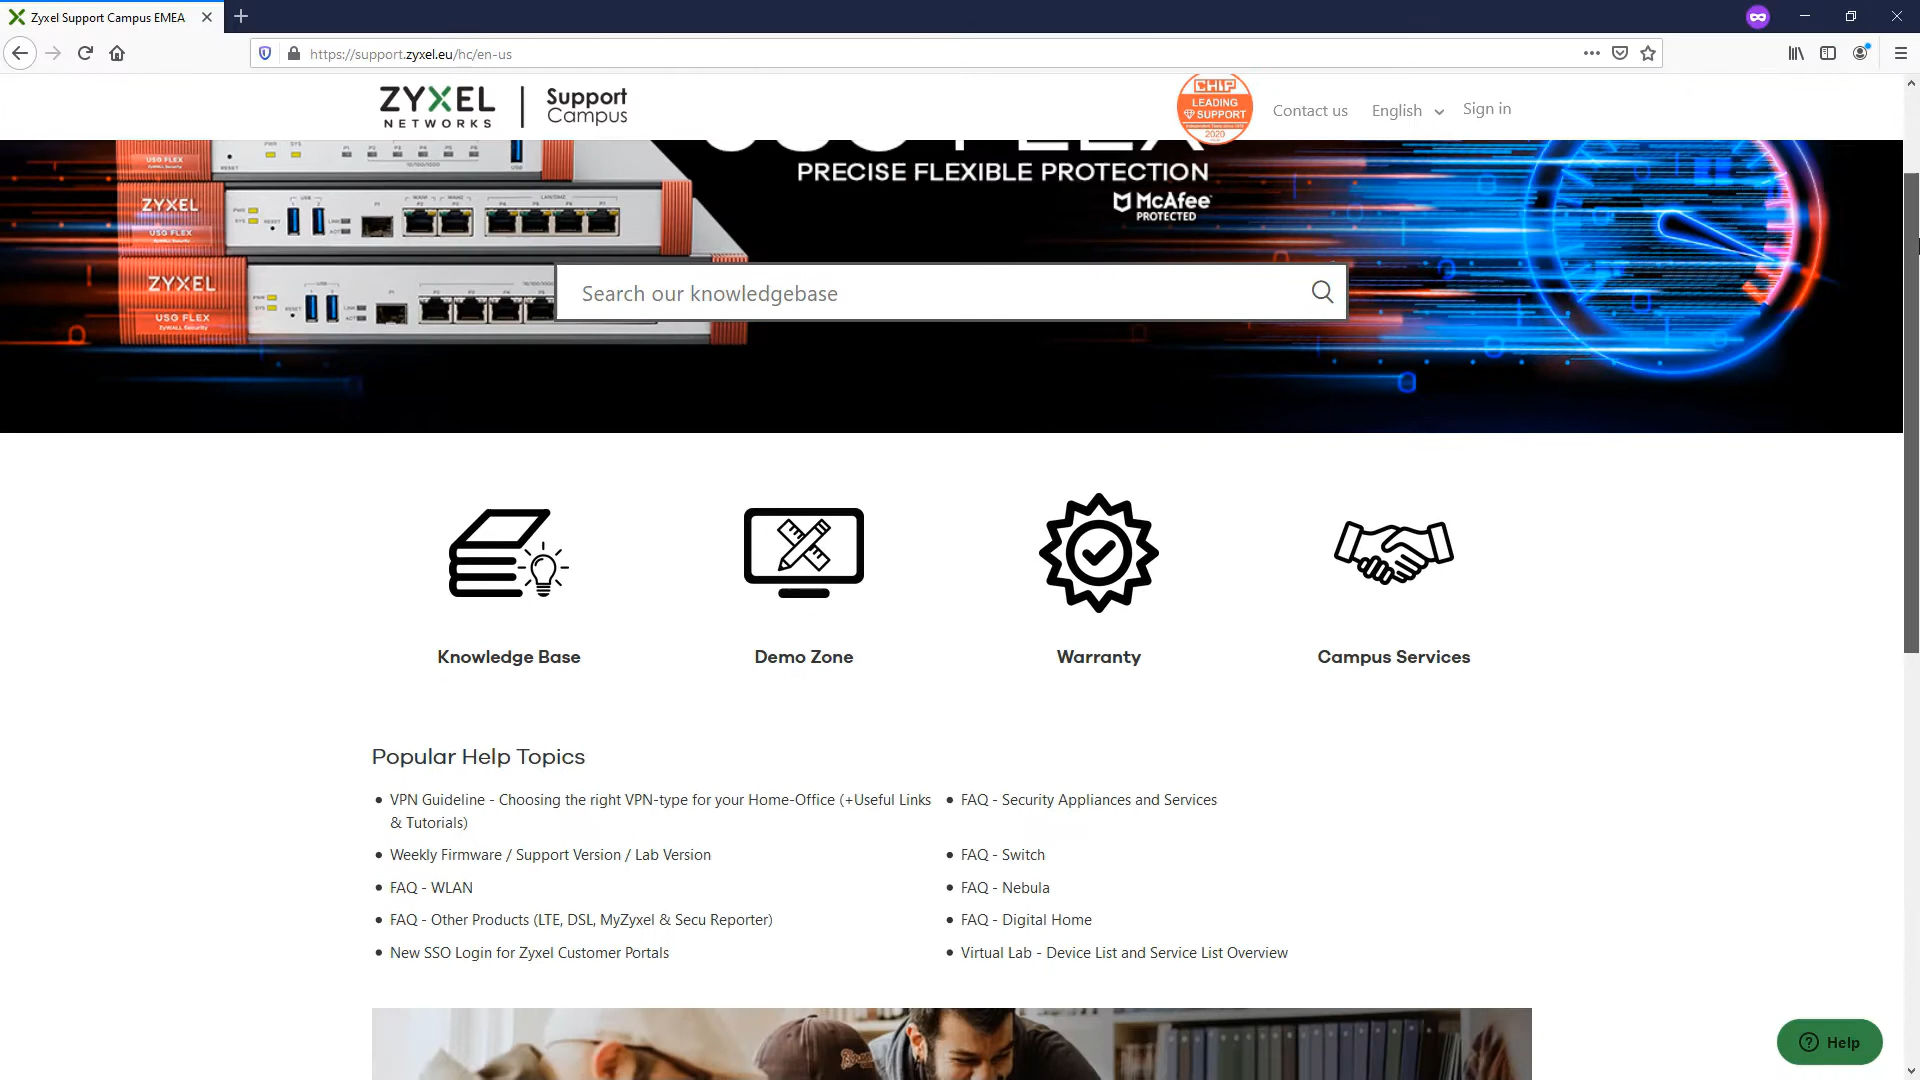 Zyxel Support Campus EMEA
https://support.zyxel.eu/hc/en-us
ZYXEL
NETWORKS
Support
Campus
CHIP
LEADING
SUPPORT
2020
Contact us
English
Sign in
USG FLEX
PRECISE FLEXIBLE PROTECTION
McAfee
PROTECTED
USG FLEX
ZYXEL
USG FLEX
ZYXEL
USG FLEX
ZyWALL Security
Search our knowledgebase
Knowledge Base
Demo Zone
Warranty
Campus Services
Popular Help Topics
VPN Guideline - Choosing the right VPN-type for your Home-Office (+Useful Links
& Tutorials)
FAQ - Security Appliances and Services
Weekly Firmware / Support Version / Lab Version
FAQ - Switch
FAQ - WLAN
FAQ - Nebula
FAQ - Other Products (LTE, DSL, MyZyxel & Secu Reporter)
FAQ - Digital Home
New SSO Login for Zyxel Customer Portals
Virtual Lab - Device List and Service List Overview
Help